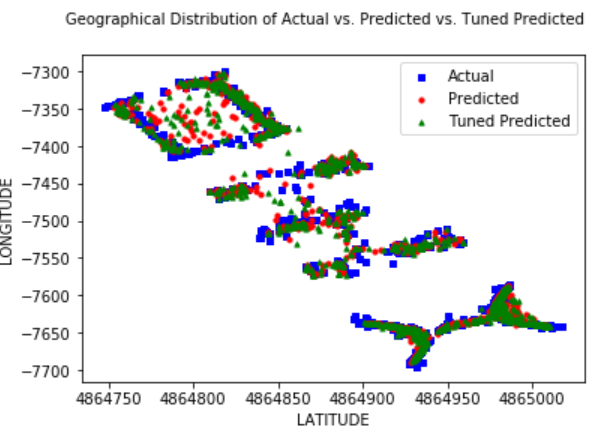 Geographical Distribution of Actual vs. Predicted vs. Tuned Predicted
Actual
Predicted
Tuned Predicted
−7300
−7350
−7400
−7450
−7500
−7550
−7600
−7650
−7700
LONGITUDE
4864750 4864800 4864850 4864900 4864950 4865000
LATITUDE